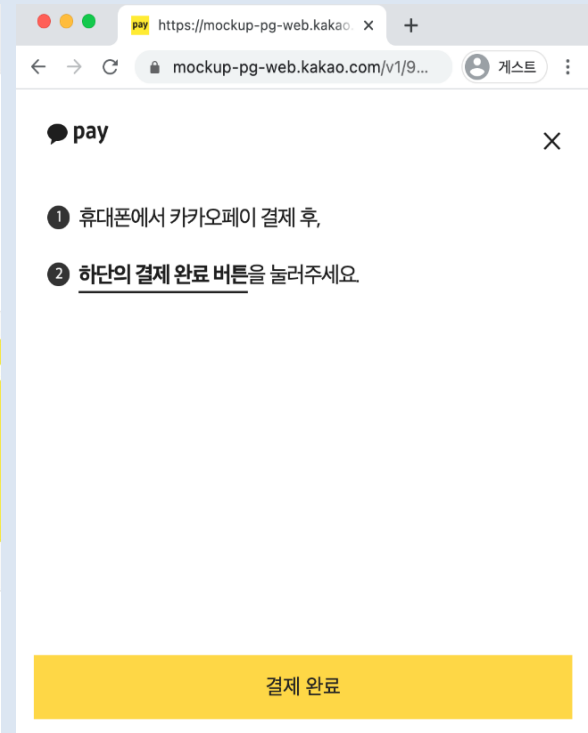 pay https://mockup-pg-web.kakao.
mockup-pg-web.kakao.com/v1/9... 게스트
pay
1 휴대폰에서 카카오페이 결제 후,
2 하단의 결제 완료 버튼을 눌러주세요.
결제 완료